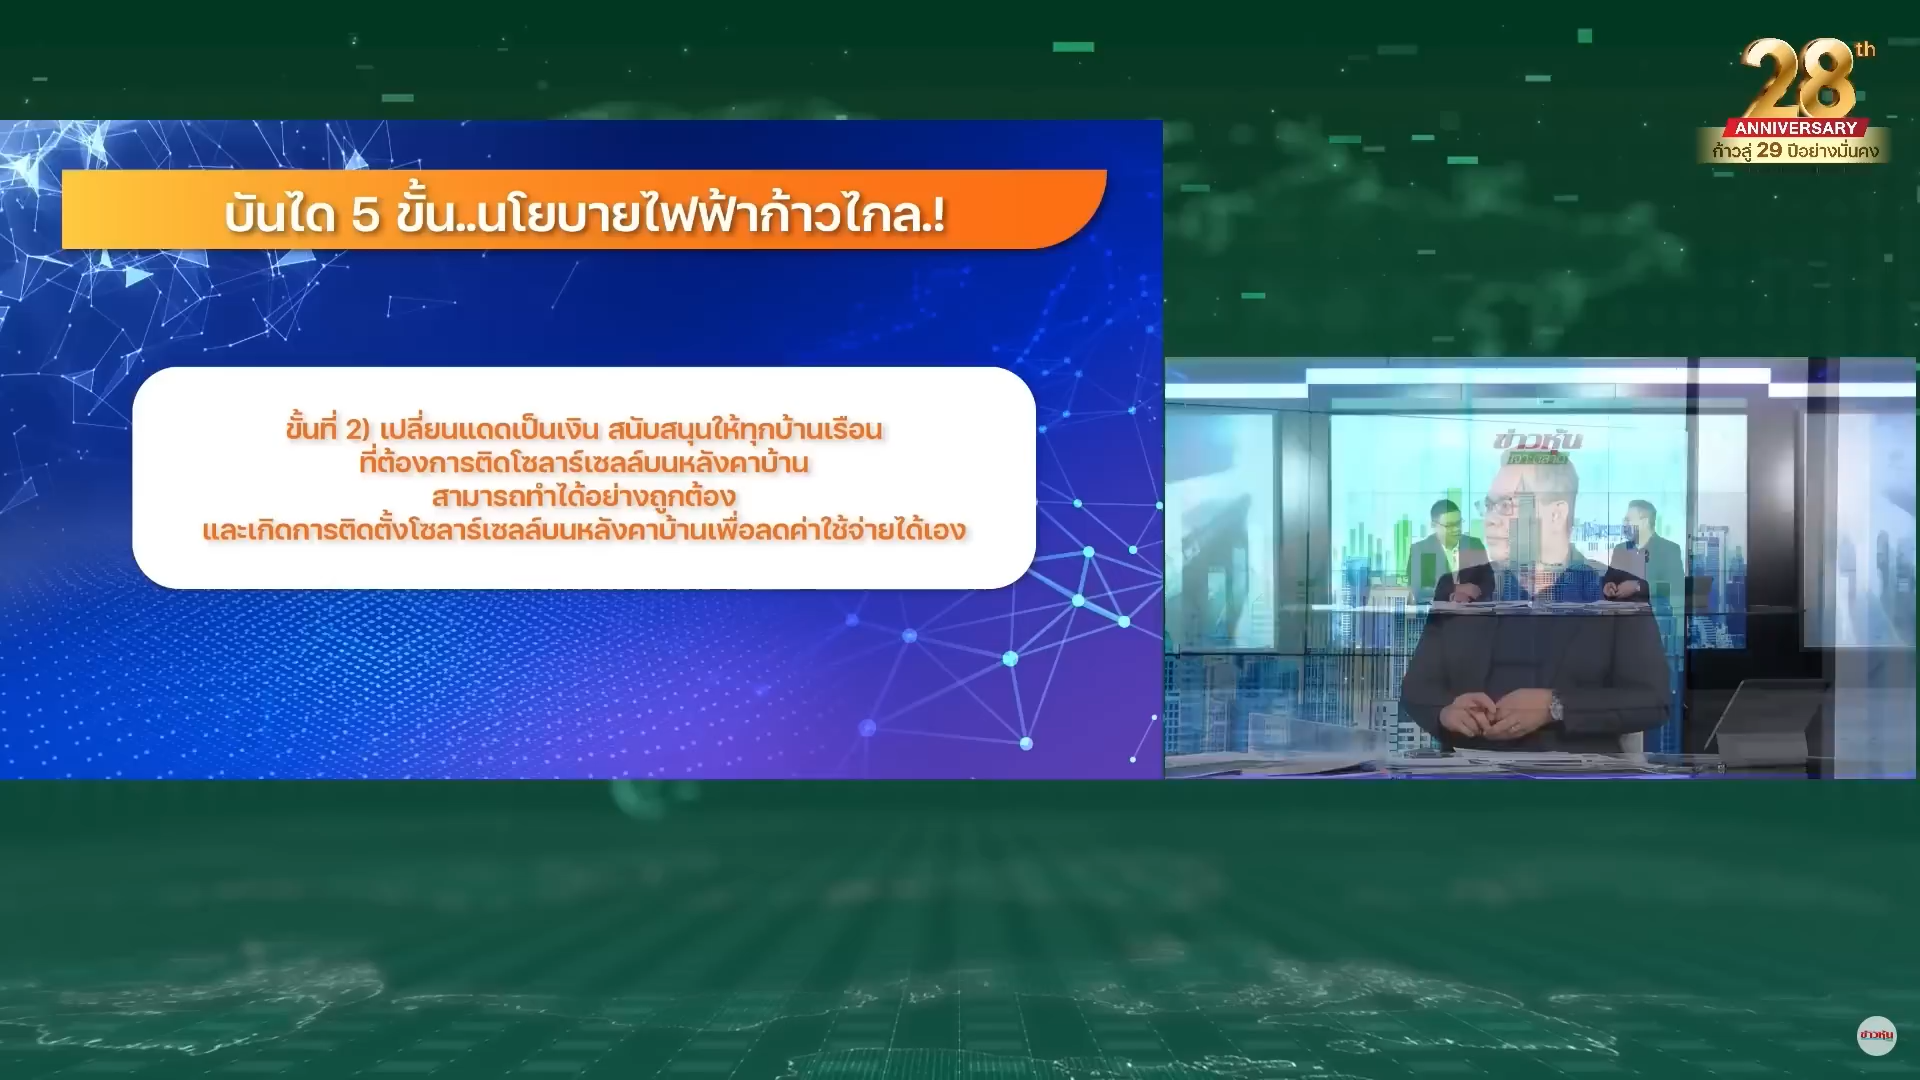 28th
ANNIVERSARY
ก้าวสู่ 29 ปีอย่างมั่นคง
บันได 5 ขั้น..นโยบายไฟฟ้าก้าวไกล.!
ขั้นที่ 2) เปลี่ยนแดดเป็นเงิน สนับสนุนให้ทุกบ้านเรือน
ที่ต้องการติดโซลาร์เซลล์บนหลังคาบ้าน
สามารถทำได้อย่างถูกต้อง
และเกิดการติดตั้งโซลาร์เซลล์บนหลังคาบ้านเพื่อลดค่าใช้จ่ายได้เอง
ข่าวหุ้น
เจาะตลาด
ข่าวหุ้น